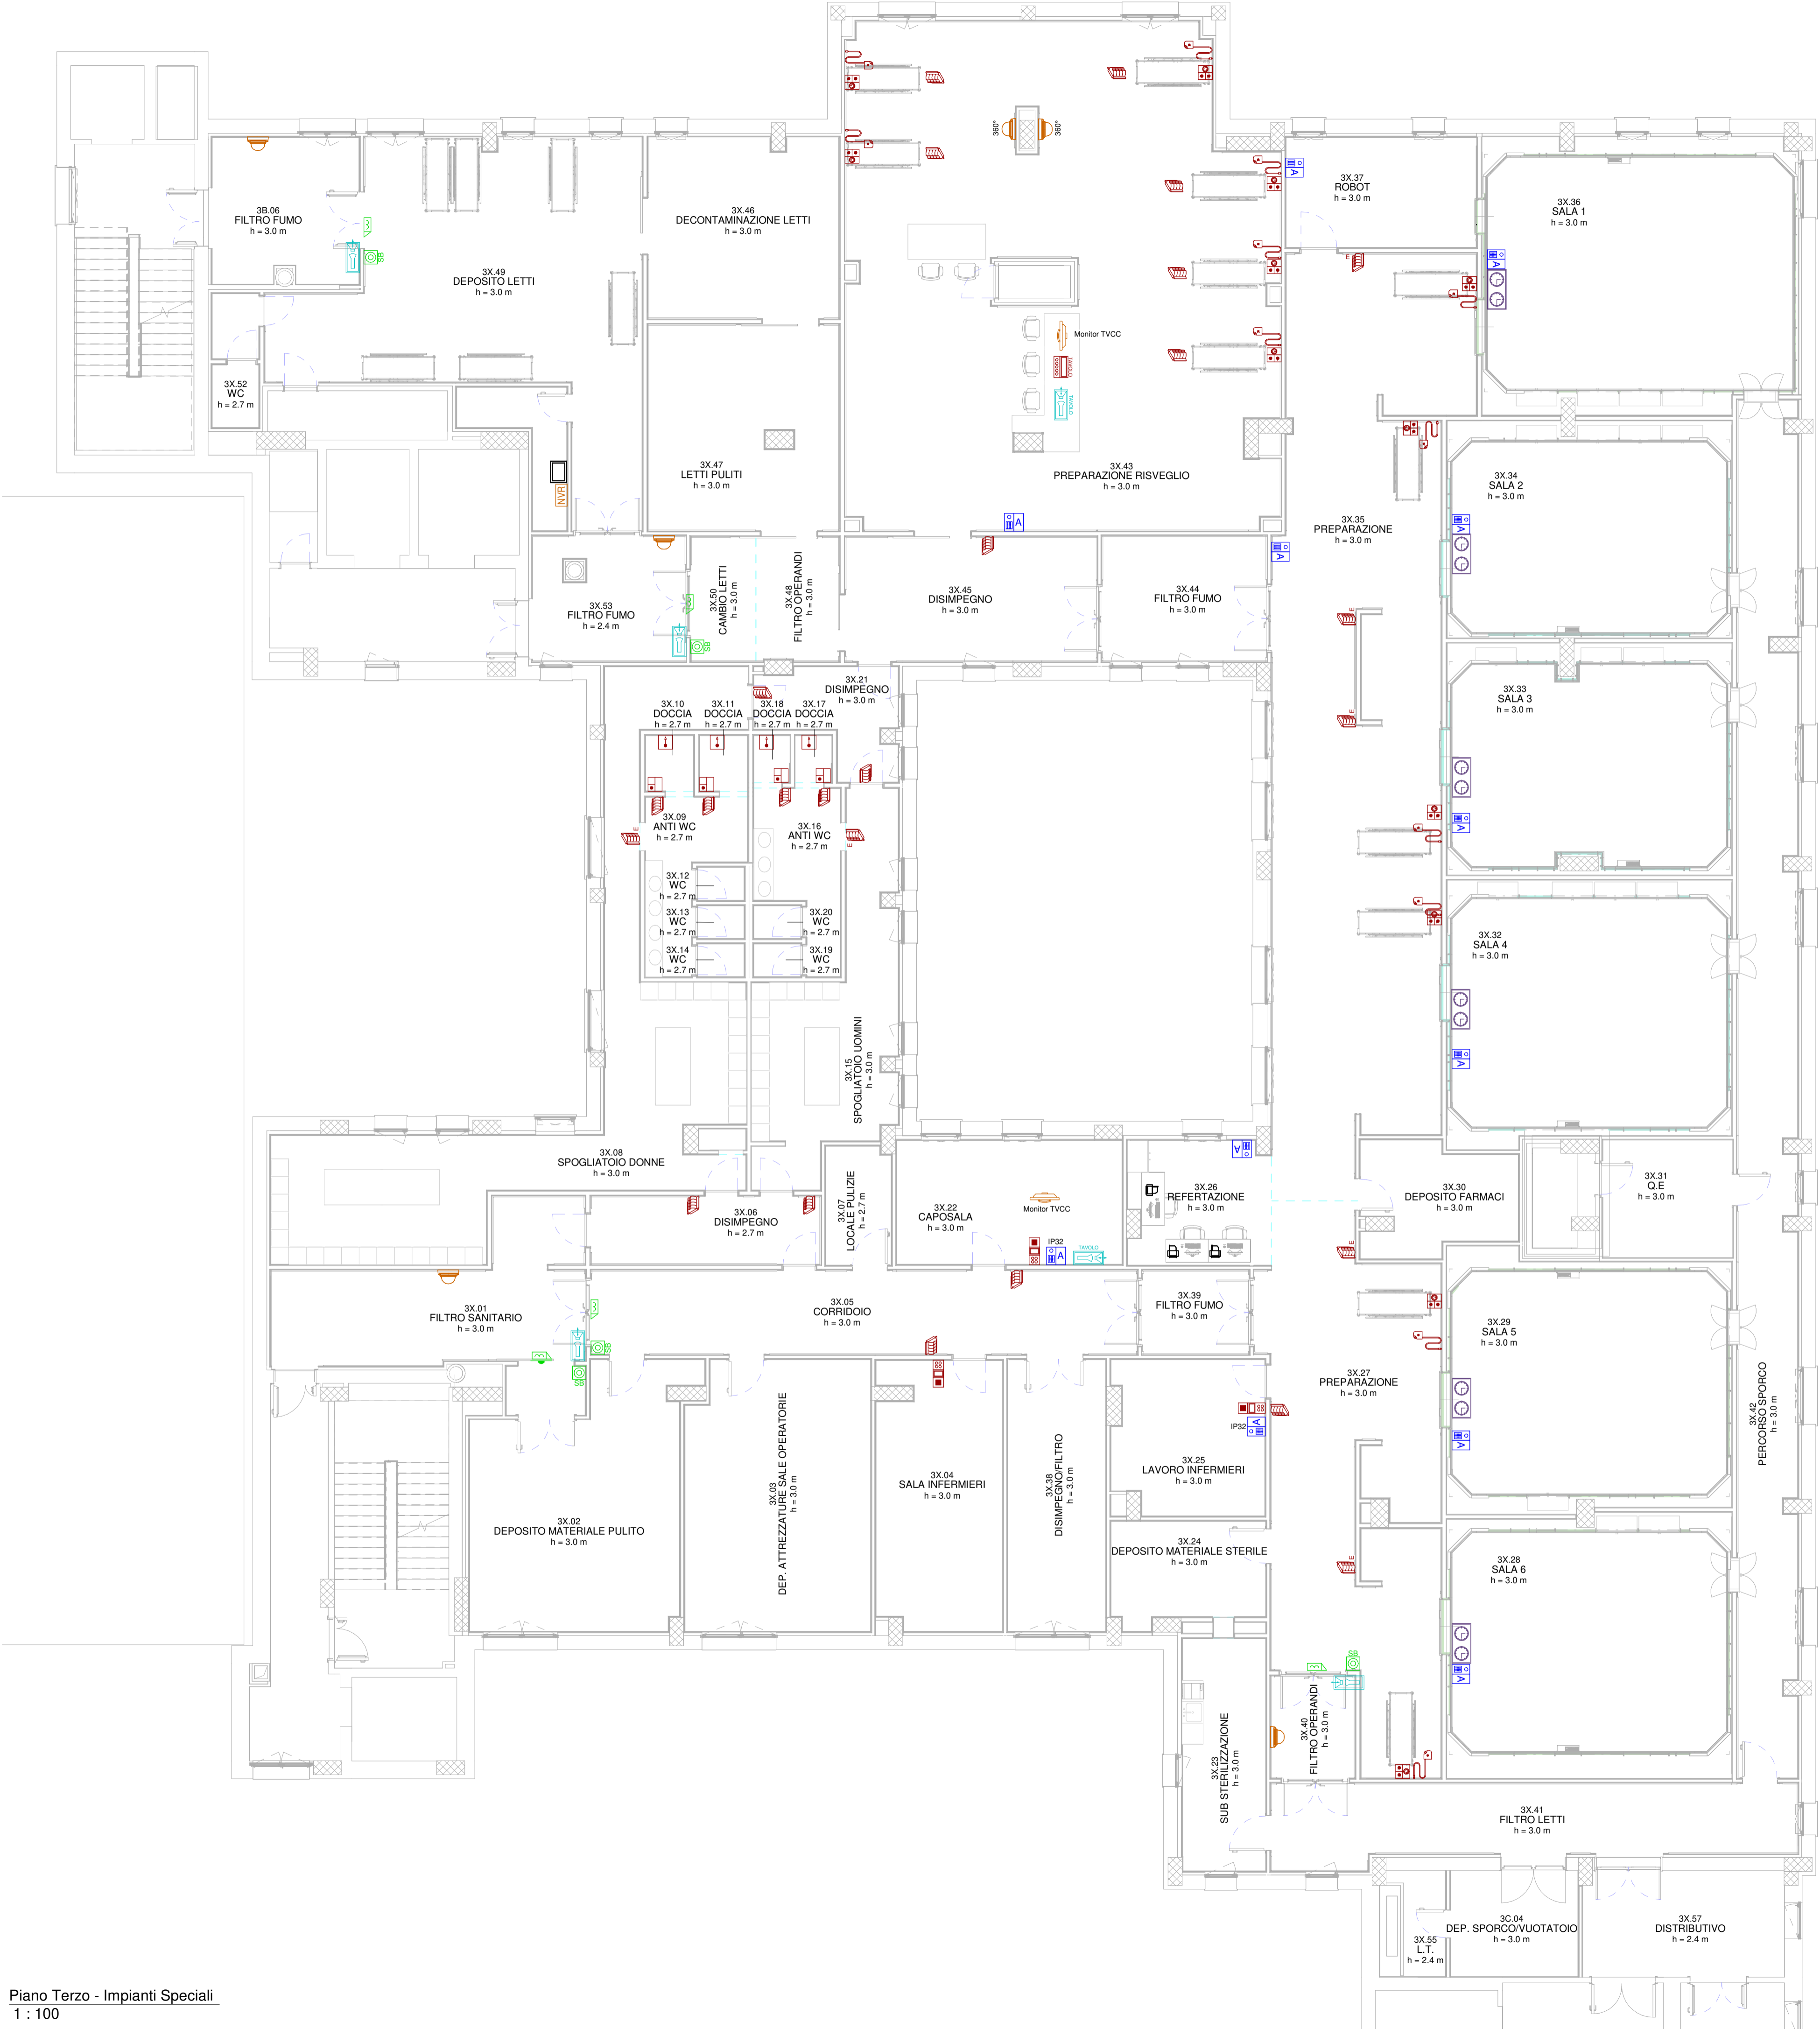 360°
360°
3B.06
FILTRO FUMO
h = 3.0 m
3X.46
DECONTAMINAZIONE LETTI
h = 3.0 m
3X.37
ROBOT
h = 3.0 m
A
3X.36
SALA 1
h = 3.0 m
A
E
SB
3X.49
DEPOSITO LETTI
h = 3.0 m
Monitor TVCC
TAVOLO
TAVOLO
3X.52
WC
h = 2.7 m
3X.47
LETTI PULITI
h = 3.0 m
NVR
3X.43
PREPARAZIONE RISVEGLIO
h = 3.0 m
A
3X.34
SALA 2
h = 3.0 m
A
3X.35
PREPARAZIONE
h = 3.0 m
A
3X.53
FILTRO FUMO
h = 2.4 m
SB
3X.50
CAMBIO LETTI
h = 3.0 m
3X.48
FILTRO OPERANDI
h = 3.0 m
3X.45
DISIMPEGNO
h = 3.0 m
3X.44
FILTRO FUMO
h = 3.0 m
E
E
3X.21
DISIMPEGNO
h = 3.0 m
3X.10
DOCCIA
h = 2.7 m
3X.11
DOCCIA
h = 2.7 m
3X.18
DOCCIA
h = 2.7 m
3X.17
DOCCIA
h = 2.7 m
3X.33
SALA 3
h = 3.0 m
A
3X.09
ANTI WC
h = 2.7 m
E
3X.16
ANTI WC
h = 2.7 m
E
3X.12
WC
h = 2.7 m
3X.13
WC
h = 2.7 m
3X.20
WC
h = 2.7 m
3X.14
WC
h = 2.7 m
3X.19
WC
h = 2.7 m
3X.32
SALA 4
h = 3.0 m
A
3X.15
SPOGLIATOIO UOMINI
h = 3.0 m
3X.08
SPOGLIATOIO DONNE
h = 3.0 m
3X.06
DISIMPEGNO
h = 2.7 m
3X.07
LOCALE PULIZIE
h = 2.7 m
3X.22
CAPOSALA
h = 3.0 m
Monitor TVCC
IP32
A
TAVOLO
A
3X.26
REFERTAZIONE
h = 3.0 m
3X.30
DEPOSITO FARMACI
h = 3.0 m
3X.31
Q.E
h = 3.0 m
E
3X.01
FILTRO SANITARIO
h = 3.0 m
SB
SB
3X.05
CORRIDOIO
h = 3.0 m
3X.39
FILTRO FUMO
h = 3.0 m
3X.29
SALA 5
h = 3.0 m
A
3X.27
PREPARAZIONE
h = 3.0 m
3X.42
PERCORSO SPORCO
h = 3.0 m
3X.02
DEPOSITO MATERIALE PULITO
h = 3.0 m
3X.03
DEP. ATTREZZATURE SALE OPERATORIE
h = 3.0 m
3X.04
SALA INFERMIERI
h = 3.0 m
3X.38
DISIMPEGNO/FILTRO
h = 3.0 m
IP32
A
3X.25
LAVORO INFERMIERI
h = 3.0 m
3X.24
DEPOSITO MATERIALE STERILE
h = 3.0 m
E
3X.28
SALA 6
h = 3.0 m
A
SB
3X.23
SUB STERILIZZAZIONE
h = 3.0 m
3X.40
FILTRO OPERANDI
h = 3.0 m
3X.41
FILTRO LETTI
h = 3.0 m
3X.55
L.T.
h = 2.4 m
3C.04
DEP. SPORCO/VUOTATOIO
h = 3.0 m
3X.57
DISTRIBUTIVO
h = 2.4 m
Piano Terzo - Impianti Speciali
1 : 100